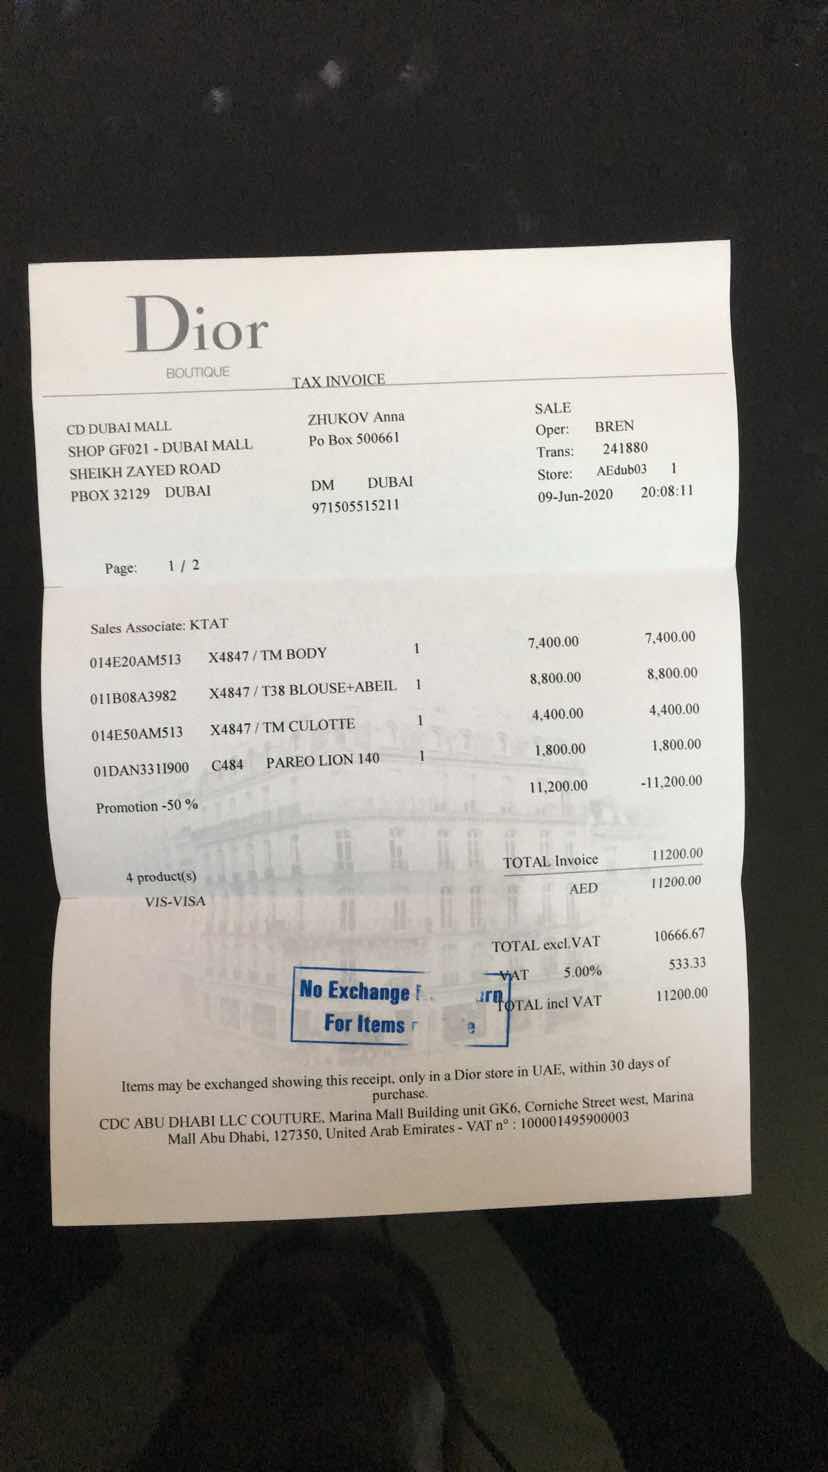 Dior
BOUTIQUE
TAX INVOICE
CD DUBAI MALL
SHOP GF021 - DUBAI MALL
SHEIKH ZAYED ROAD
PBOX 32129 DUBAI
ZHUKOV Anna
Po Box 500661
DM DUBAI
971505515211
SALE
Oper: BREN
Trans: 241880
Store: AEdub03 1
09-Jun-2020 20:08:11
Page: 1 / 2
Sales Associate: KTAT
014E20AM513 X4847 / TM BODY 1 7,400.00 7,400.00
011B08A3982 X4847 / T38 BLOUSE+ABEIL 1 8,800.00 8,800.00
014E50AM513 X4847 / TM CULOTTE 1 4,400.00 4,400.00
01DAN331I900 C484 PAREO LION 140 1 1,800.00 1,800.00
Promotion -50 % 11,200.00 -11,200.00
4 product(s)
VIS-VISA
TOTAL Invoice 11200.00
AED 11200.00
TOTAL excl.VAT 10666.67
VAT 5.00% 533.33
TOTAL incl VAT 11200.00
No Exchange
For Items
Items may be exchanged showing this receipt, only in a Dior store in UAE, within 30 days of
purchase.
CDC ABU DHABI LLC COUTURE, Marina Mall Building unit GK6, Corniche Street west, Marina
Mall Abu Dhabi, 127350, United Arab Emirates - VAT n° : 100001495900003